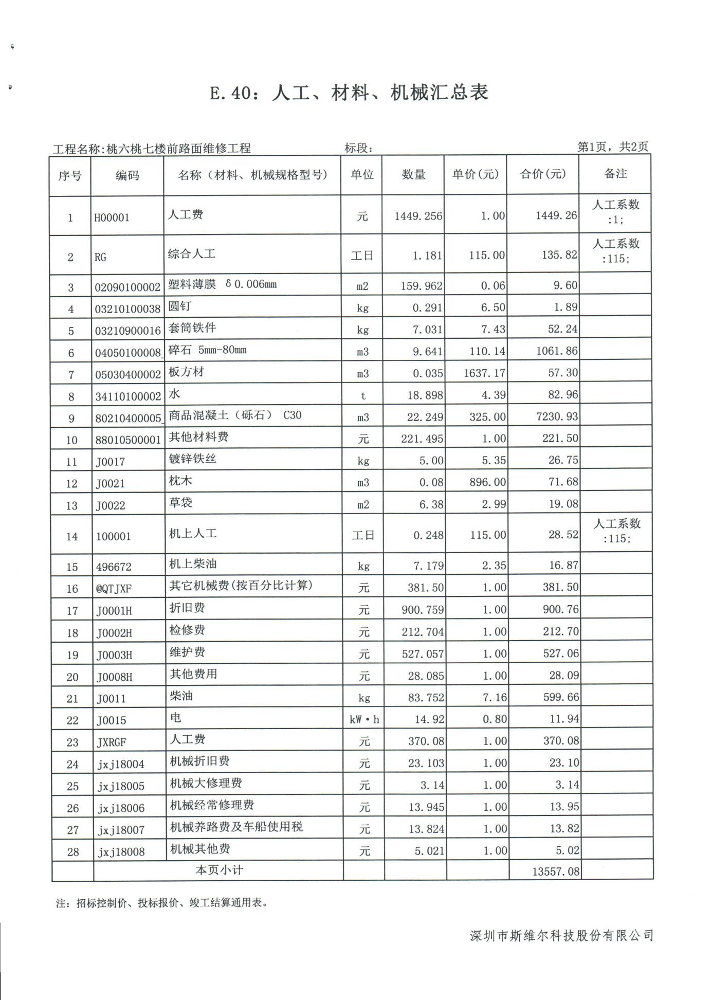 E.40：人工、材料、机械汇总表
工程名称:桃六桃七楼前路面维修工程 标段： 第1页，共2页
序号 编码 名称（材料、机械规格型号） 单位 数量 单价(元) 合价(元) 备注
1 H00001 人工费 元 1449.256 1.00 1449.26 人工系数
:1;
2 RG 综合人工 工日 1.181 115.00 135.82 人工系数
:115;
3 02090100002 塑料薄膜 δ0.006mm m2 159.962 0.06 9.60
4 03210100038 圆钉 kg 0.291 6.50 1.89
5 03210900016 套筒铁件 kg 7.031 7.43 52.24
6 04050100008_ 碎石 5mm-80mm m3 9.641 110.14 1061.86
7 05030400002 板方材 m3 0.035 1637.17 57.30
8 34110100002 水 t 18.898 4.39 82.96
9 80210400005_ 商品混凝土（砾石） C30 m3 22.249 325.00 7230.93
10 88010500001 其他材料费 元 221.495 1.00 221.50
11 J0017 镀锌铁丝 kg 5.00 5.35 26.75
12 J0021 枕木 m3 0.08 896.00 71.68
13 J0022 草袋 m2 6.38 2.99 19.08
14 100001 机上人工 工日 0.248 115.00 28.52 人工系数
:115;
15 496672 机上柴油 kg 7.179 2.35 16.87
16 @QTJXF 其它机械费(按百分比计算) 元 381.50 1.00 381.50
17 J0001H 折旧费 元 900.759 1.00 900.76
18 J0002H 检修费 元 212.704 1.00 212.70
19 J0003H 维护费 元 527.057 1.00 527.06
20 J0008H 其他费用 元 28.085 1.00 28.09
21 J0011 柴油 kg 83.752 7.16 599.66
22 J0015 电 kW·h 14.92 0.80 11.94
23 JXRGF 人工费 元 370.08 1.00 370.08
24 jxj18004 机械折旧费 元 23.103 1.00 23.10
25 jxj18005 机械大修理费 元 3.14 1.00 3.14
26 jxj18006 机械经常修理费 元 13.945 1.00 13.95
27 jxj18007 机械养路费及车船使用税 元 13.824 1.00 13.82
28 jxj18008 机械其他费 元 5.021 1.00 5.02
本页小计 13557.08
注：招标控制价、投标报价、竣工结算通用表。
深圳市斯维尔科技股份有限公司